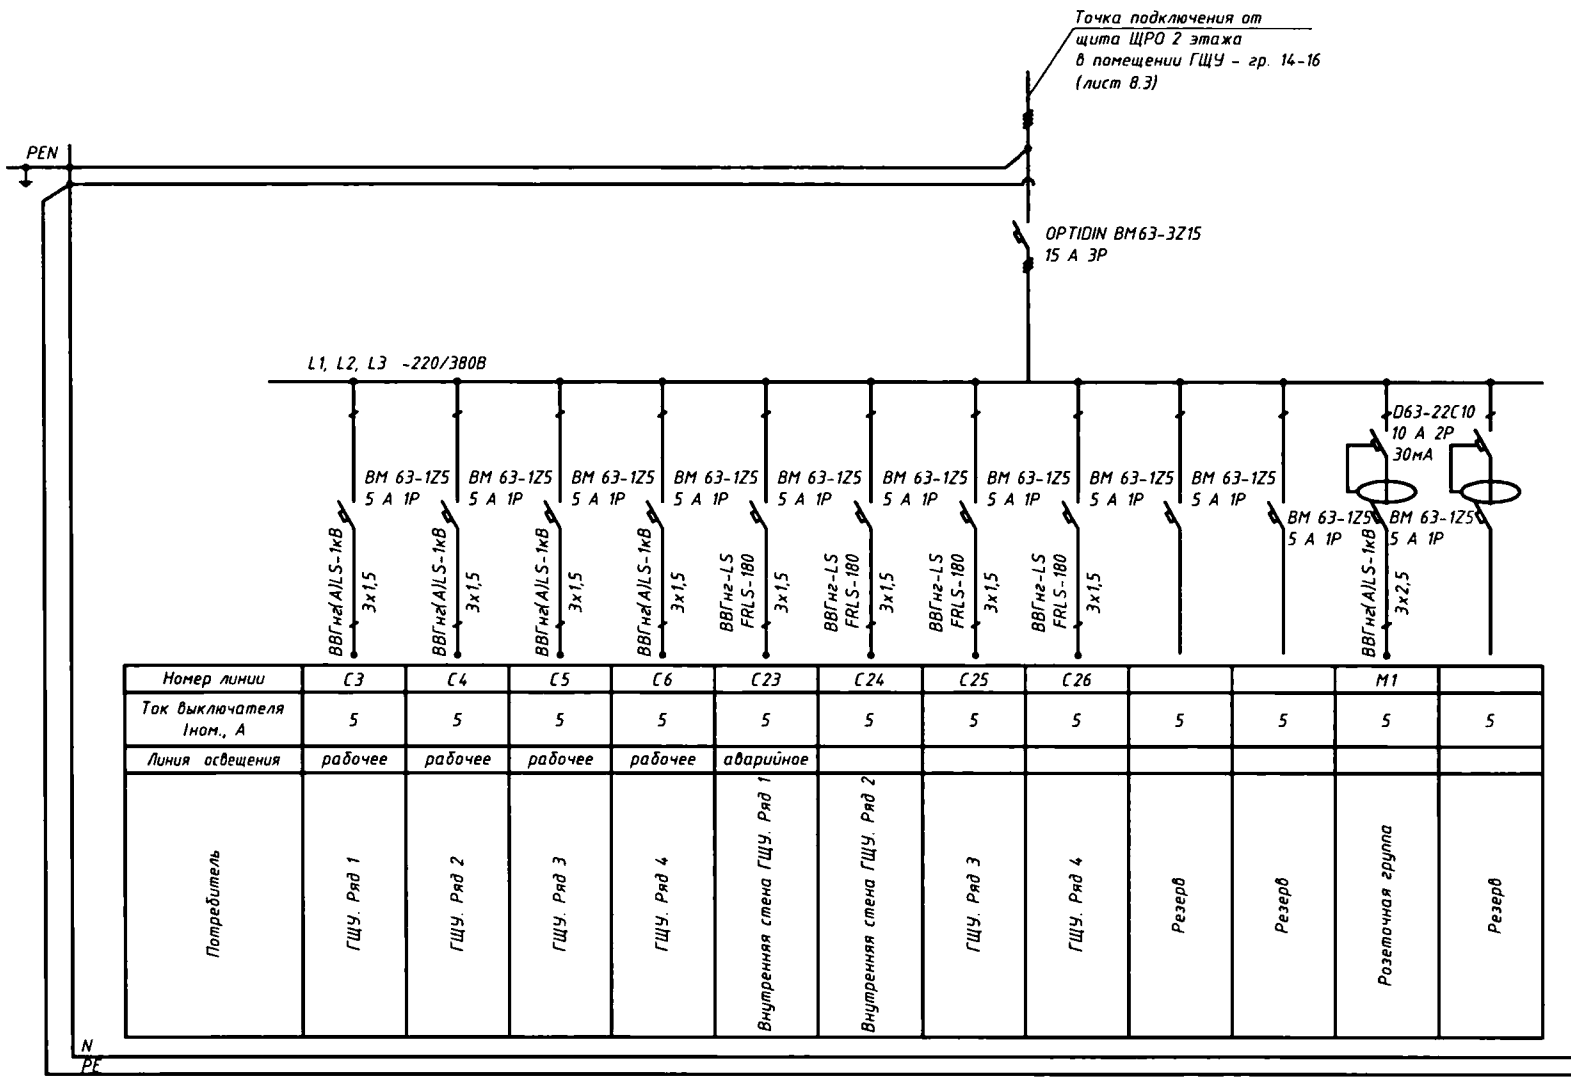 Точка подключения от
щита ЩРО 2 этажа
в помещении ГЩУ - гр. 14-16
(лист 8.3)
PEN
OPTIDIN ВМ63-3Z15
15 А 3Р
L1, L2, L3 ~220/380В
D63-22С10
10 А 2Р
30мА
ВМ 63-1Z5
5 А 1Р
ВМ 63-1Z5
5 А 1Р
ВМ 63-1Z5
5 А 1Р
ВМ 63-1Z5
5 А 1Р
ВМ 63-1Z5
5 А 1Р
ВМ 63-1Z5
5 А 1Р
ВМ 63-1Z5
5 А 1Р
ВМ 63-1Z5
5 А 1Р
ВМ 63-1Z5
5 А 1Р
ВМ 63-1Z5
5 А 1Р
ВМ 63-1Z5
5 А 1Р
ВВГнг(А)LS-1кВ
3х1,5
ВВГнг(А)LS-1кВ
3х1,5
ВВГнг(А)LS-1кВ
3х1,5
ВВГнг(А)LS-1кВ
3х1,5
ВВГнг-LS
FRLS-180
3х1,5
ВВГнг-LS
FRLS-180
3х1,5
ВВГнг-LS
FRLS-180
3х1,5
ВВГнг-LS
FRLS-180
3х1,5
ВВГнг(А)LS-1кВ
3х2,5
Номер линии С3 С4 С5 С6 С23 С24 С25 С26 М1
Ток выключателя
Iном., А 5 5 5 5 5 5 5 5 5 5 5 5
Линия освещения рабочее рабочее рабочее рабочее аварийное
Потребитель
ГЩУ. Ряд 1
ГЩУ. Ряд 2
ГЩУ. Ряд 3
ГЩУ. Ряд 4
Внутренняя стена ГЩУ. Ряд 1
Внутренняя стена ГЩУ. Ряд 2
ГЩУ. Ряд 3
ГЩУ. Ряд 4
Резерв
Резерв
Розеточная группа
Резерв
N
PE